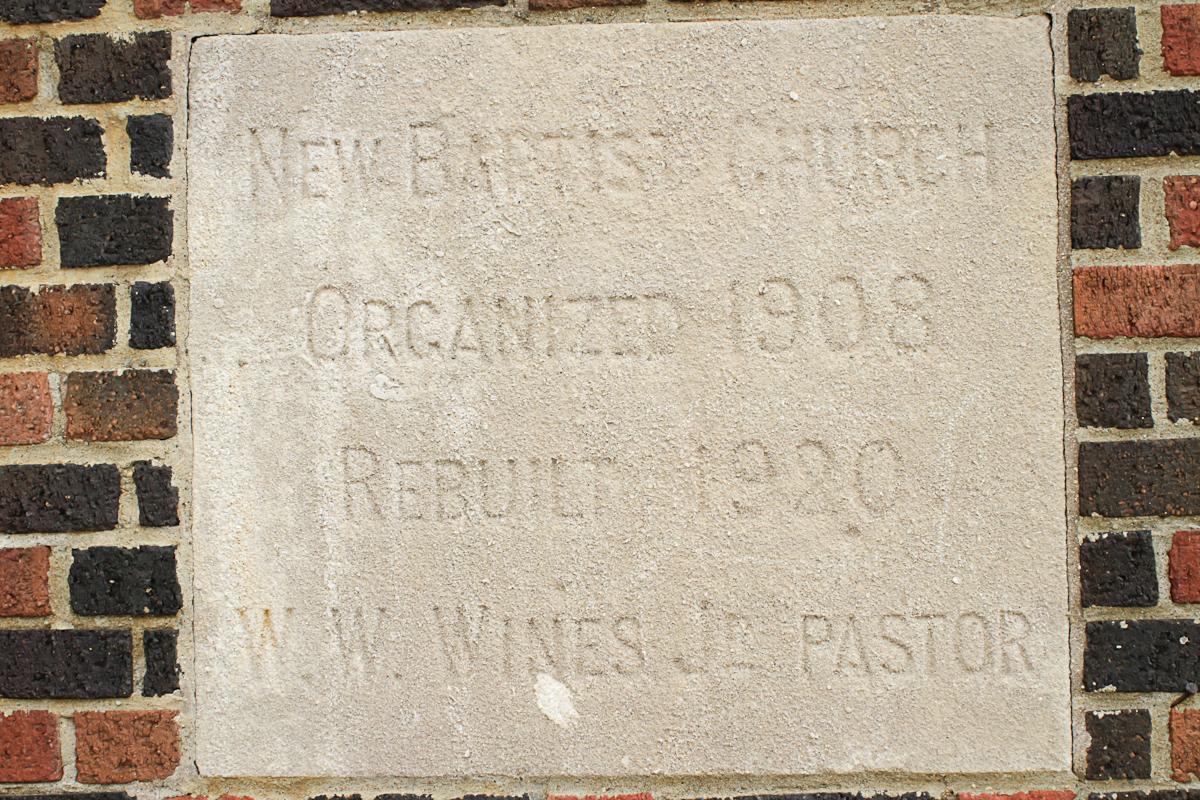 NEW BAPTIST CHURCH
ORGANIZED 1908
REBUILT 1920
W. W. WINES JR PASTOR